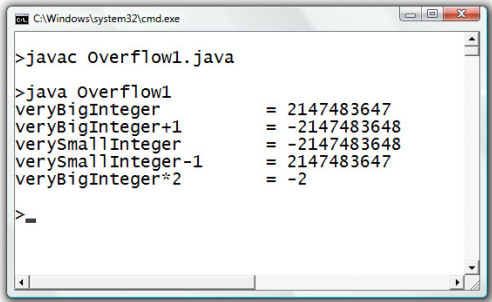 C:\Windows\system32\cmd.exe
>javac Overflow1.java
>java Overflow1
veryBigInteger = 2147483647
veryBigInteger+1 = -2147483648
verySmallInteger = -2147483648
verySmallInteger-1 = 2147483647
veryBigInteger*2 = -2
>_